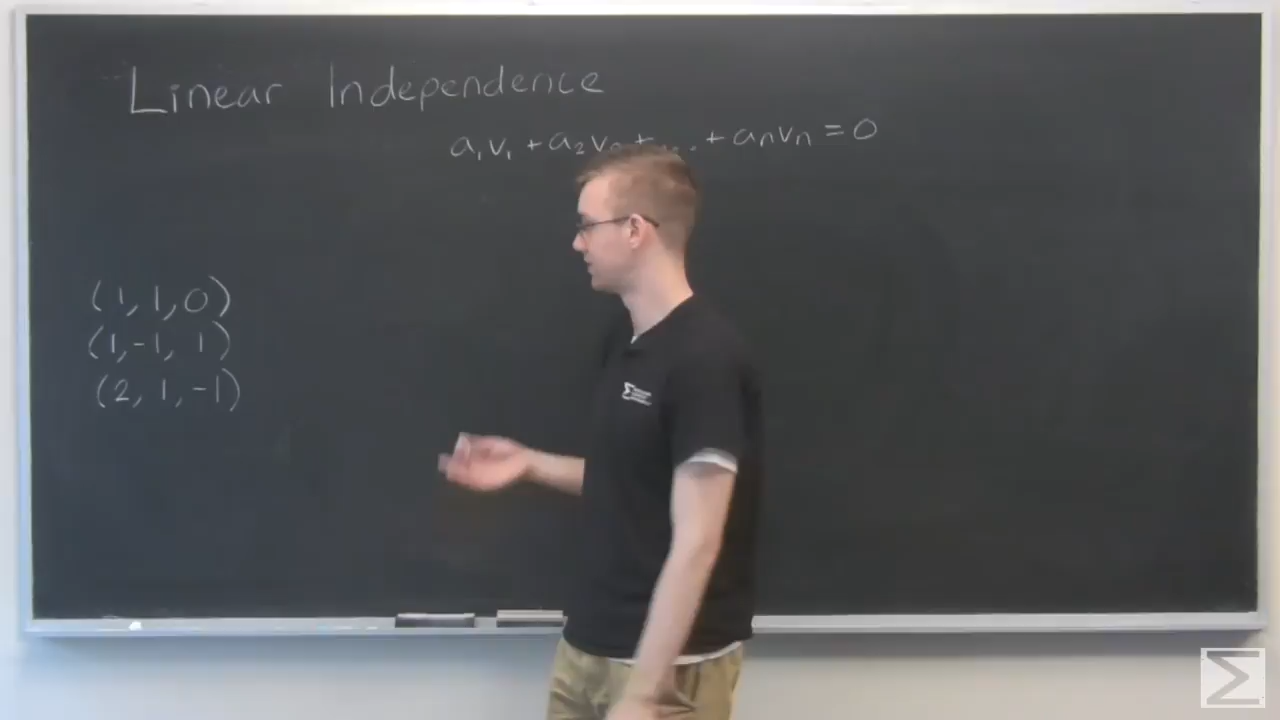 Linear Independence
a₁v₁ + a₂v₂ + ... + aₙvₙ = 0
(1, 1, 0)
(1, -1, 1)
(2, 1, -1)
Σ